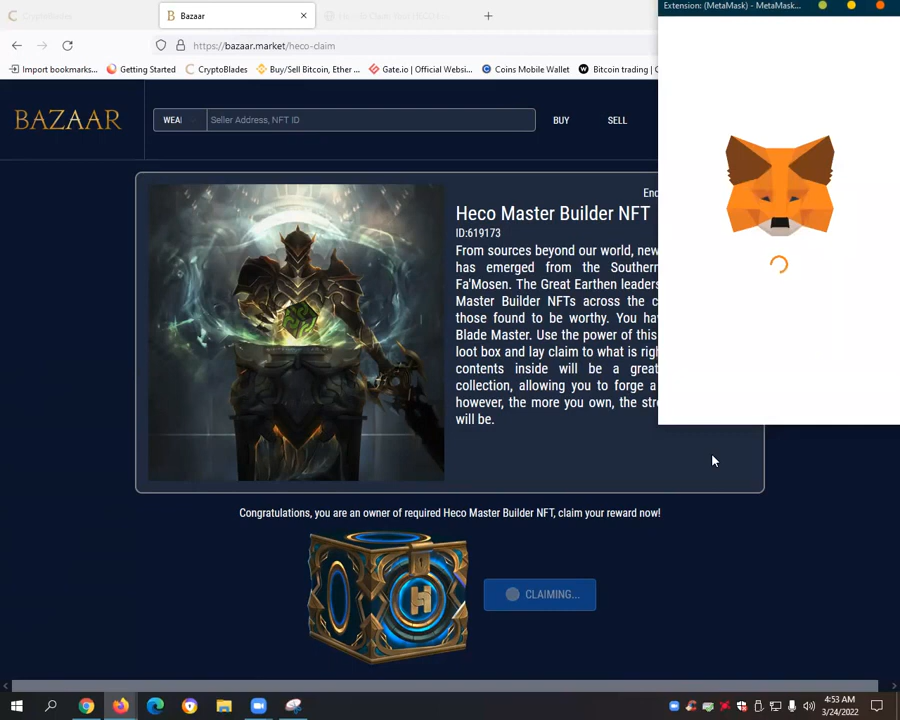 CryptoBlades
Bazaar
Extension: (MetaMask) - MetaMask...
https://bazaar.market/heco-claim
Import bookmarks...
Getting Started
CryptoBlades
Buy/Sell Bitcoin, Ether ...
Gate.io | Official Websi...
Coins Mobile Wallet
Bitcoin trading |
BAZAAR
WEAI
Seller Address, NFT ID
BUY
SELL
Heco Master Builder NFT
ID:619173
From sources beyond our world, new
has emerged from the Southern
Fa'Mosen. The Great Earthen leaders
Master Builder NFTs across the c
those found to be worthy. You ha
Blade Master. Use the power of this
loot box and lay claim to what is righ
contents inside will be a great
collection, allowing you to forge a
however, the more you own, the stre
will be.
Congratulations, you are an owner of required Heco Master Builder NFT, claim your reward now!
H
CLAIMING...
4:53 AM
3/24/2022